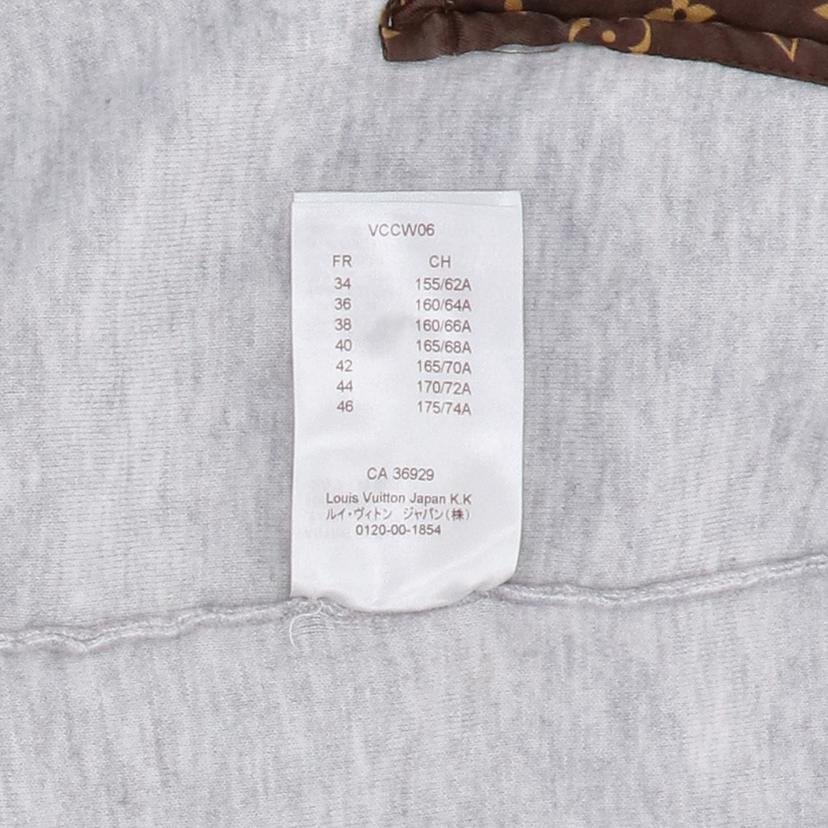 VCCW06
FR CH
34 155/62A
36 160/64A
38 160/66A
40 165/68A
42 165/70A
44 170/72A
46 175/74A
CA 36929
Louis Vuitton Japan K.K
ルイ・ヴィトン ジャパン(株)
0120-00-1854